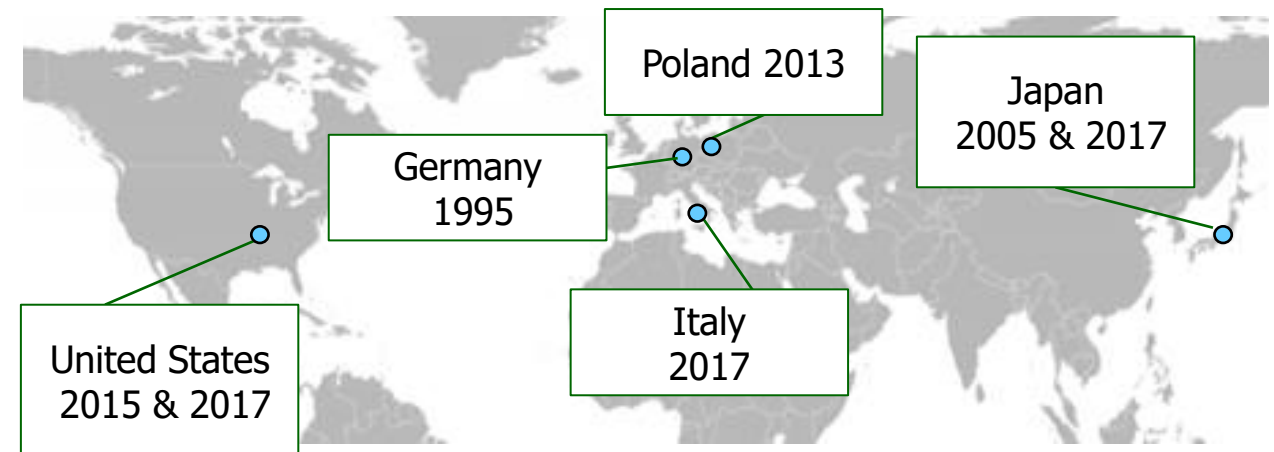 Poland 2013
Japan
2005 & 2017
Germany
1995
Italy
2017
United States
2015 & 2017